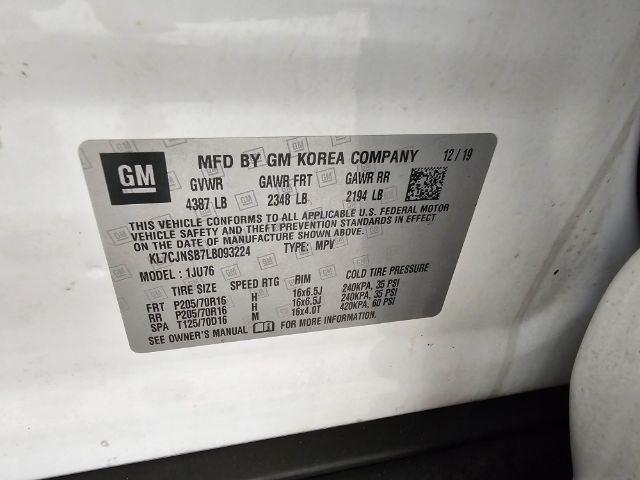 GM MFD BY GM KOREA COMPANY 12/19
GVWR GAWR FRT GAWR RR
4387 LB 2348 LB 2194 LB
THIS VEHICLE CONFORMS TO ALL APPLICABLE U.S. FEDERAL MOTOR
VEHICLE SAFETY AND THEFT PREVENTION STANDARDS IN EFFECT
ON THE DATE OF MANUFACTURE SHOWN ABOVE.
KL7CJNSB7LB093224 TYPE: MPV
MODEL: 1JU76
TIRE SIZE SPEED RTG RIM COLD TIRE PRESSURE
FRT P205/70R16 H 16x6.5J 240KPA, 35 PSI
RR P205/70R16 H 16x6.5J 240KPA, 35 PSI
SPA T125/70D16 M 16x4.0T 420KPA, 60 PSI
SEE OWNER'S MANUAL FOR MORE INFORMATION.